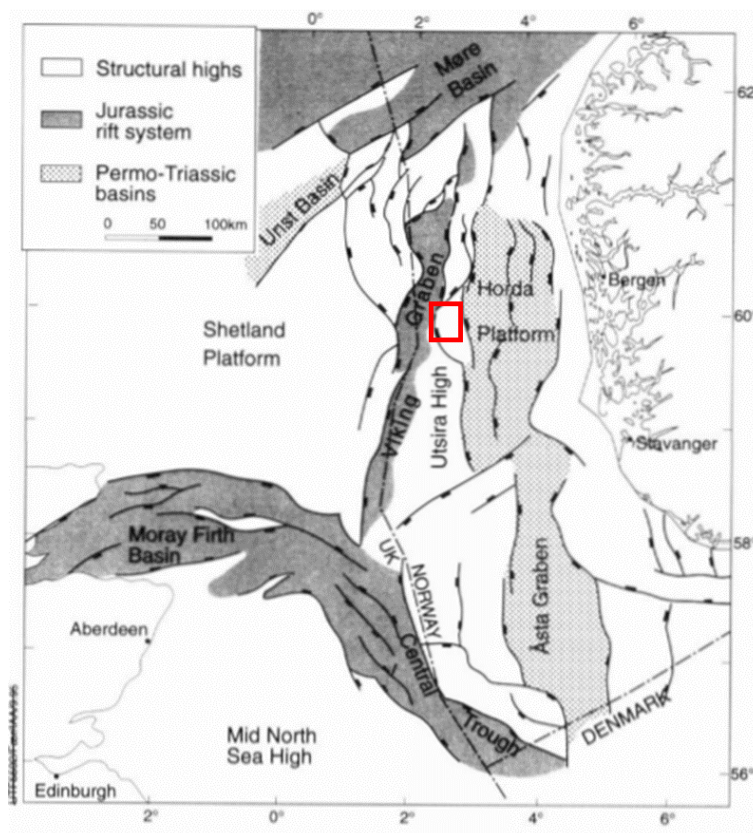 0°
2°
4°
6°
Structural highs
Jurassic
rift system
Permo-Triassic
basins
0 50 100km
Møre
Basin
62
Unst Basin
Graben
Horda
Bergen
60°
Shetland
Platform
Platform
Utsira High
Viking
Stavanger
Moray Firth
Basin
58°
UK
NORWAY
Åsta Graben
Aberdeen
Central
Trough
DENMARK
Mid North
Sea High
Edinburgh
56°
2°
0°
2°
4°
6°